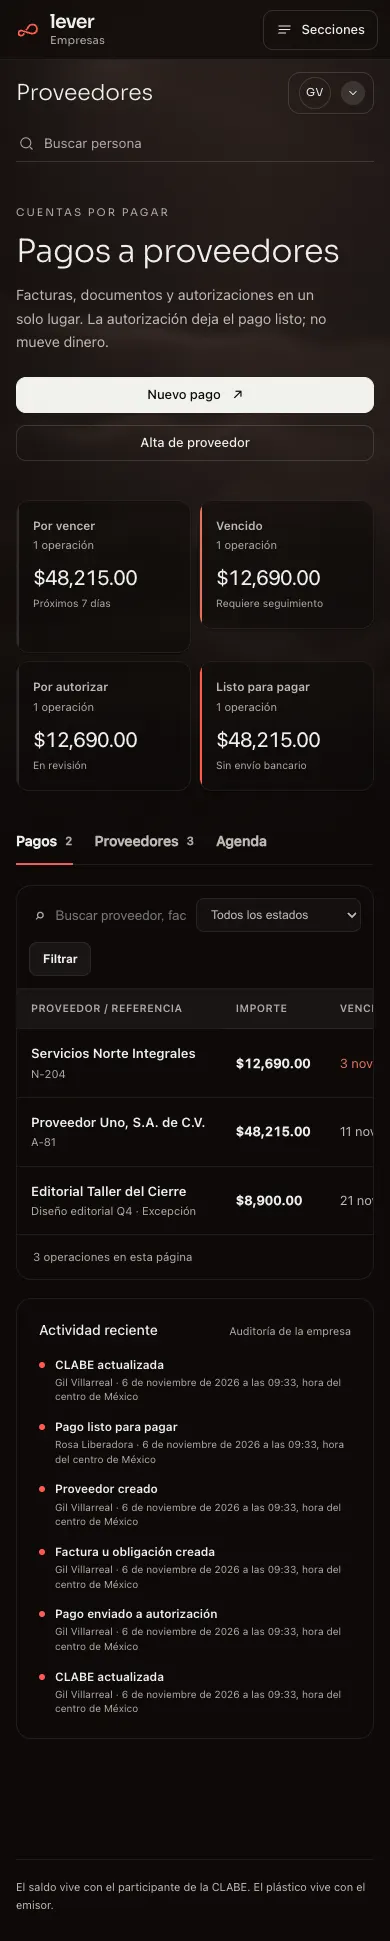 lever
Empresas
Secciones
Proveedores
GV
Buscar persona
CUENTAS POR PAGAR
Pagos a proveedores
Facturas, documentos y autorizaciones en un
solo lugar. La autorización deja el pago listo; no
mueve dinero.
Nuevo pago
Alta de proveedor
Por vencer
1 operación
$48,215.00
Próximos 7 días
Vencido
1 operación
$12,690.00
Requiere seguimiento
Por autorizar
1 operación
$12,690.00
En revisión
Listo para pagar
1 operación
$48,215.00
Sin envío bancario
Pagos 2 Proveedores 3 Agenda
Buscar proveedor, fac Todos los estados
Filtrar
PROVEEDOR / REFERENCIA IMPORTE VENCI
Servicios Norte Integrales $12,690.00 3 nov
N-204
Proveedor Uno, S.A. de C.V. $48,215.00 11 nov
A-81
Editorial Taller del Cierre $8,900.00 21 nov
Diseño editorial Q4 · Excepción
3 operaciones en esta página
Actividad reciente Auditoría de la empresa
CLABE actualizada
Gil Villarreal · 6 de noviembre de 2026 a las 09:33, hora del
centro de México
Pago listo para pagar
Rosa Liberadora · 6 de noviembre de 2026 a las 09:33, hora
del centro de México
Proveedor creado
Gil Villarreal · 6 de noviembre de 2026 a las 09:33, hora del
centro de México
Factura u obligación creada
Gil Villarreal · 6 de noviembre de 2026 a las 09:33, hora del
centro de México
Pago enviado a autorización
Gil Villarreal · 6 de noviembre de 2026 a las 09:33, hora del
centro de México
CLABE actualizada
Gil Villarreal · 6 de noviembre de 2026 a las 09:33, hora del
centro de México
El saldo vive con el participante de la CLABE. El plástico vive con el
emisor.